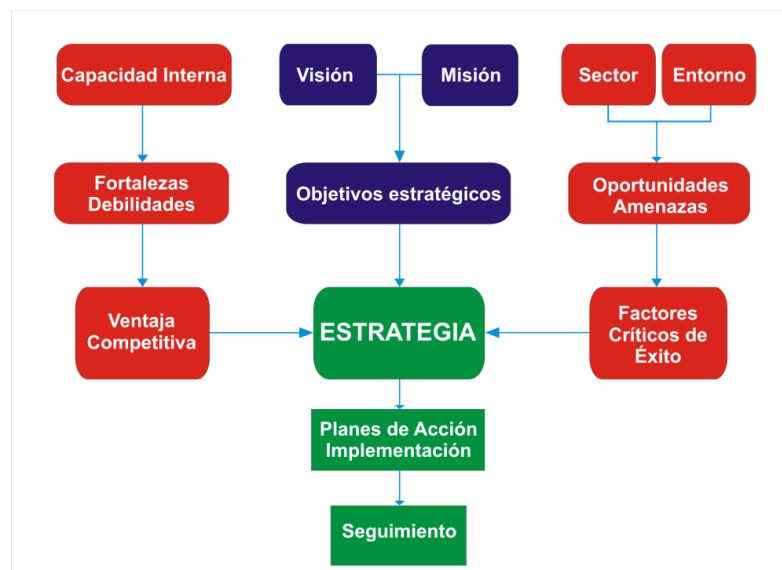 Capacidad Interna
Visión
Misión
Sector
Entorno
Fortalezas
Debilidades
Objetivos estratégicos
Oportunidades
Amenazas
Ventaja
Competitiva
ESTRATEGIA
Factores
Críticos de
Éxito
Planes de Acción
Implementación
Seguimiento